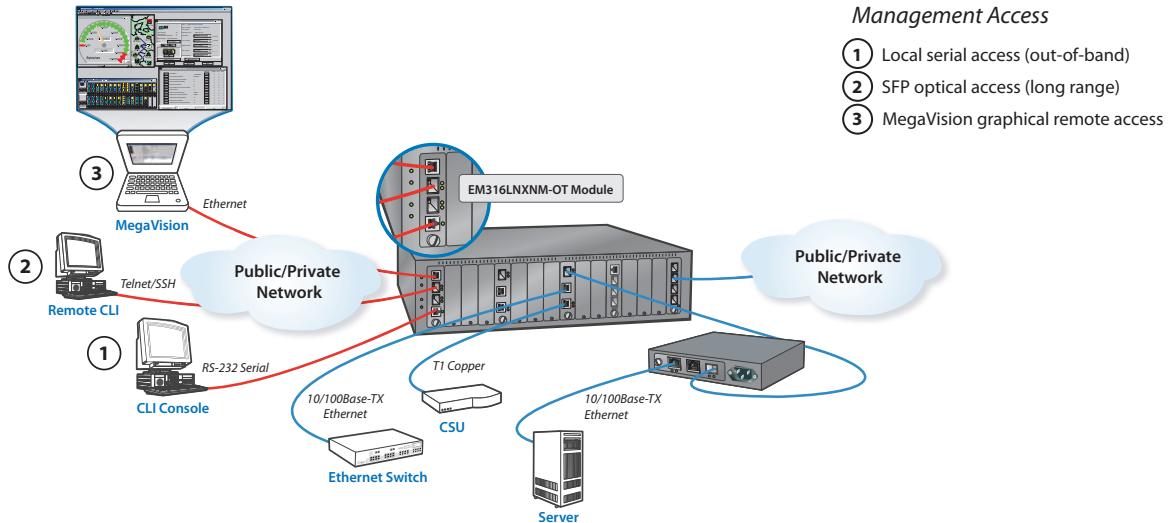 Management Access
1 Local serial access (out-of-band)
2 SFP optical access (long range)
3 MegaVision graphical remote access
3
Ethernet
MegaVision
EM316LNXNM-OT Module
2
Telnet/SSH
Remote CLI
Public/Private
Network
Public/Private
Network
1
RS-232 Serial
CLI Console
T1 Copper
CSU
10/100Base-TX
Ethernet
Ethernet Switch
10/100Base-TX
Ethernet
Server